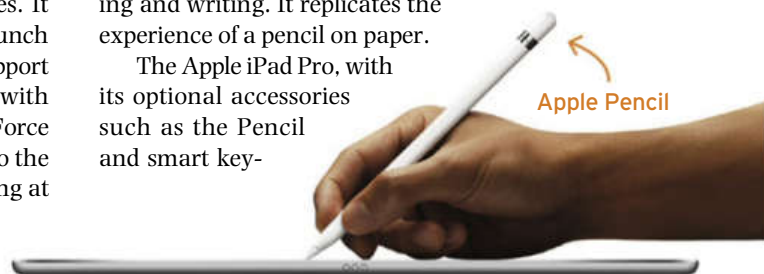 es. It
unch
pport
with
Force
o the
ng at
ing and writing. It replicates the
experience of a pencil on paper.
The Apple iPad Pro, with
its optional accessories
such as the Pencil
and smart key-
Apple Pencil